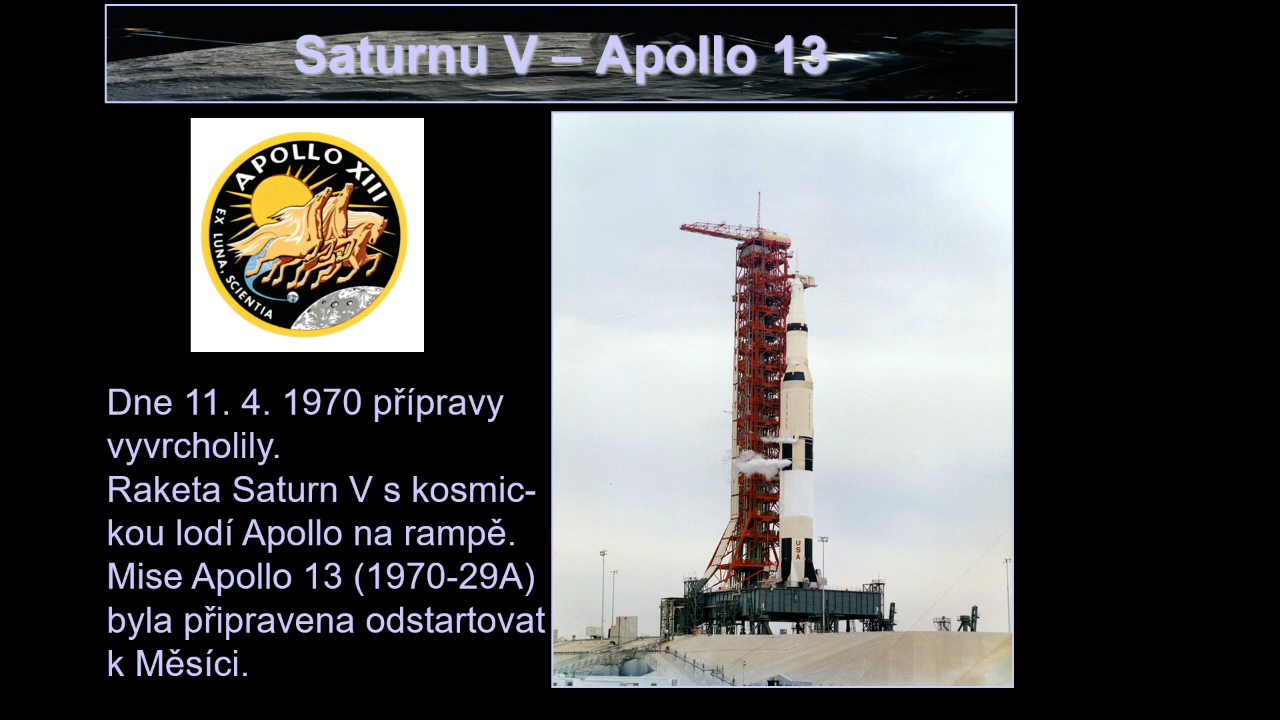 Saturnu V – Apollo 13
APOLLO XIII
EX LUNA, SCIENTIA
Dne 11. 4. 1970 přípravy
vyvrcholily.
Raketa Saturn V s kosmic-
kou lodí Apollo na rampě.
Mise Apollo 13 (1970-29A)
byla připravena odstartovat
k Měsíci.
USA